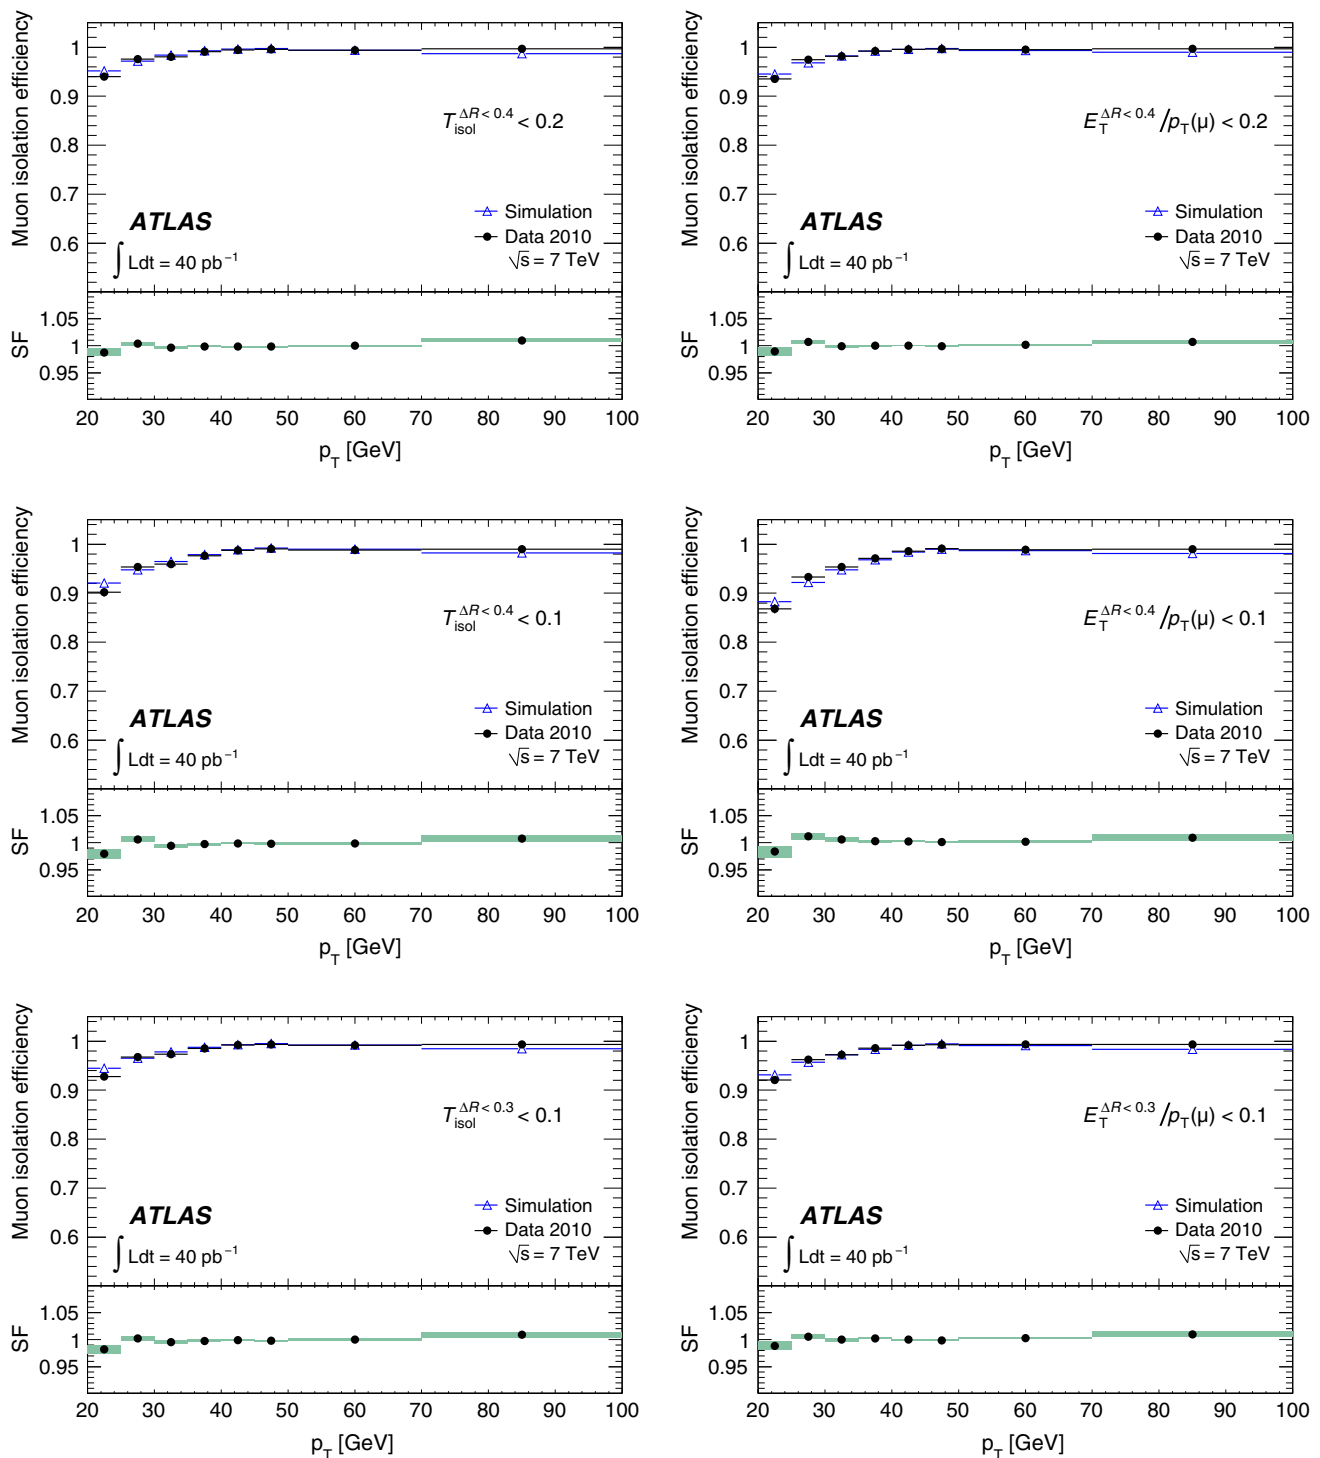 Muon isolation efficiency
1
0.9
0.8
0.7
0.6
T_isol^ΔR < 0.4 < 0.2
ATLAS
∫ Ldt = 40 pb⁻¹
Simulation
Data 2010
√s = 7 TeV
SF
1.05
1
0.95
20 30 40 50 60 70 80 90 100
p_T [GeV]
Muon isolation efficiency
1
0.9
0.8
0.7
0.6
E_T^ΔR < 0.4 /p_T(μ) < 0.2
ATLAS
∫ Ldt = 40 pb⁻¹
Simulation
Data 2010
√s = 7 TeV
SF
1.05
1
0.95
20 30 40 50 60 70 80 90 100
p_T [GeV]
Muon isolation efficiency
1
0.9
0.8
0.7
0.6
T_isol^ΔR < 0.4 < 0.1
ATLAS
∫ Ldt = 40 pb⁻¹
Simulation
Data 2010
√s = 7 TeV
SF
1.05
1
0.95
20 30 40 50 60 70 80 90 100
p_T [GeV]
Muon isolation efficiency
1
0.9
0.8
0.7
0.6
E_T^ΔR < 0.4 /p_T(μ) < 0.1
ATLAS
∫ Ldt = 40 pb⁻¹
Simulation
Data 2010
√s = 7 TeV
SF
1.05
1
0.95
20 30 40 50 60 70 80 90 100
p_T [GeV]
Muon isolation efficiency
1
0.9
0.8
0.7
0.6
T_isol^ΔR < 0.3 < 0.1
ATLAS
∫ Ldt = 40 pb⁻¹
Simulation
Data 2010
√s = 7 TeV
SF
1.05
1
0.95
20 30 40 50 60 70 80 90 100
p_T [GeV]
Muon isolation efficiency
1
0.9
0.8
0.7
0.6
E_T^ΔR < 0.3 /p_T(μ) < 0.1
ATLAS
∫ Ldt = 40 pb⁻¹
Simulation
Data 2010
√s = 7 TeV
SF
1.05
1
0.95
20 30 40 50 60 70 80 90 100
p_T [GeV]